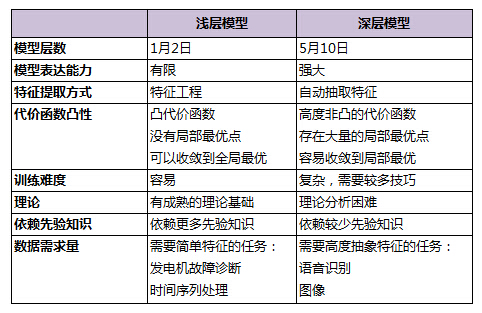 浅层模型 深层模型
模型层数 1月2日 5月10日
模型表达能力 有限 强大
特征提取方式 特征工程 自动抽取特征
代价函数凸性 凸代价函数 高度非凸的代价函数
没有局部最优点 存在大量的局部最优点
可以收敛到全局最优 容易收敛到局部最优
训练难度 容易 复杂，需要较多技巧
理论 有成熟的理论基础 理论分析困难
依赖先验知识 依赖更多先验知识 依赖较少先验知识
数据需求量 需要简单特征的任务： 需要高度抽象特征的任务：
发电机故障诊断 语音识别
时间序列处理 图像